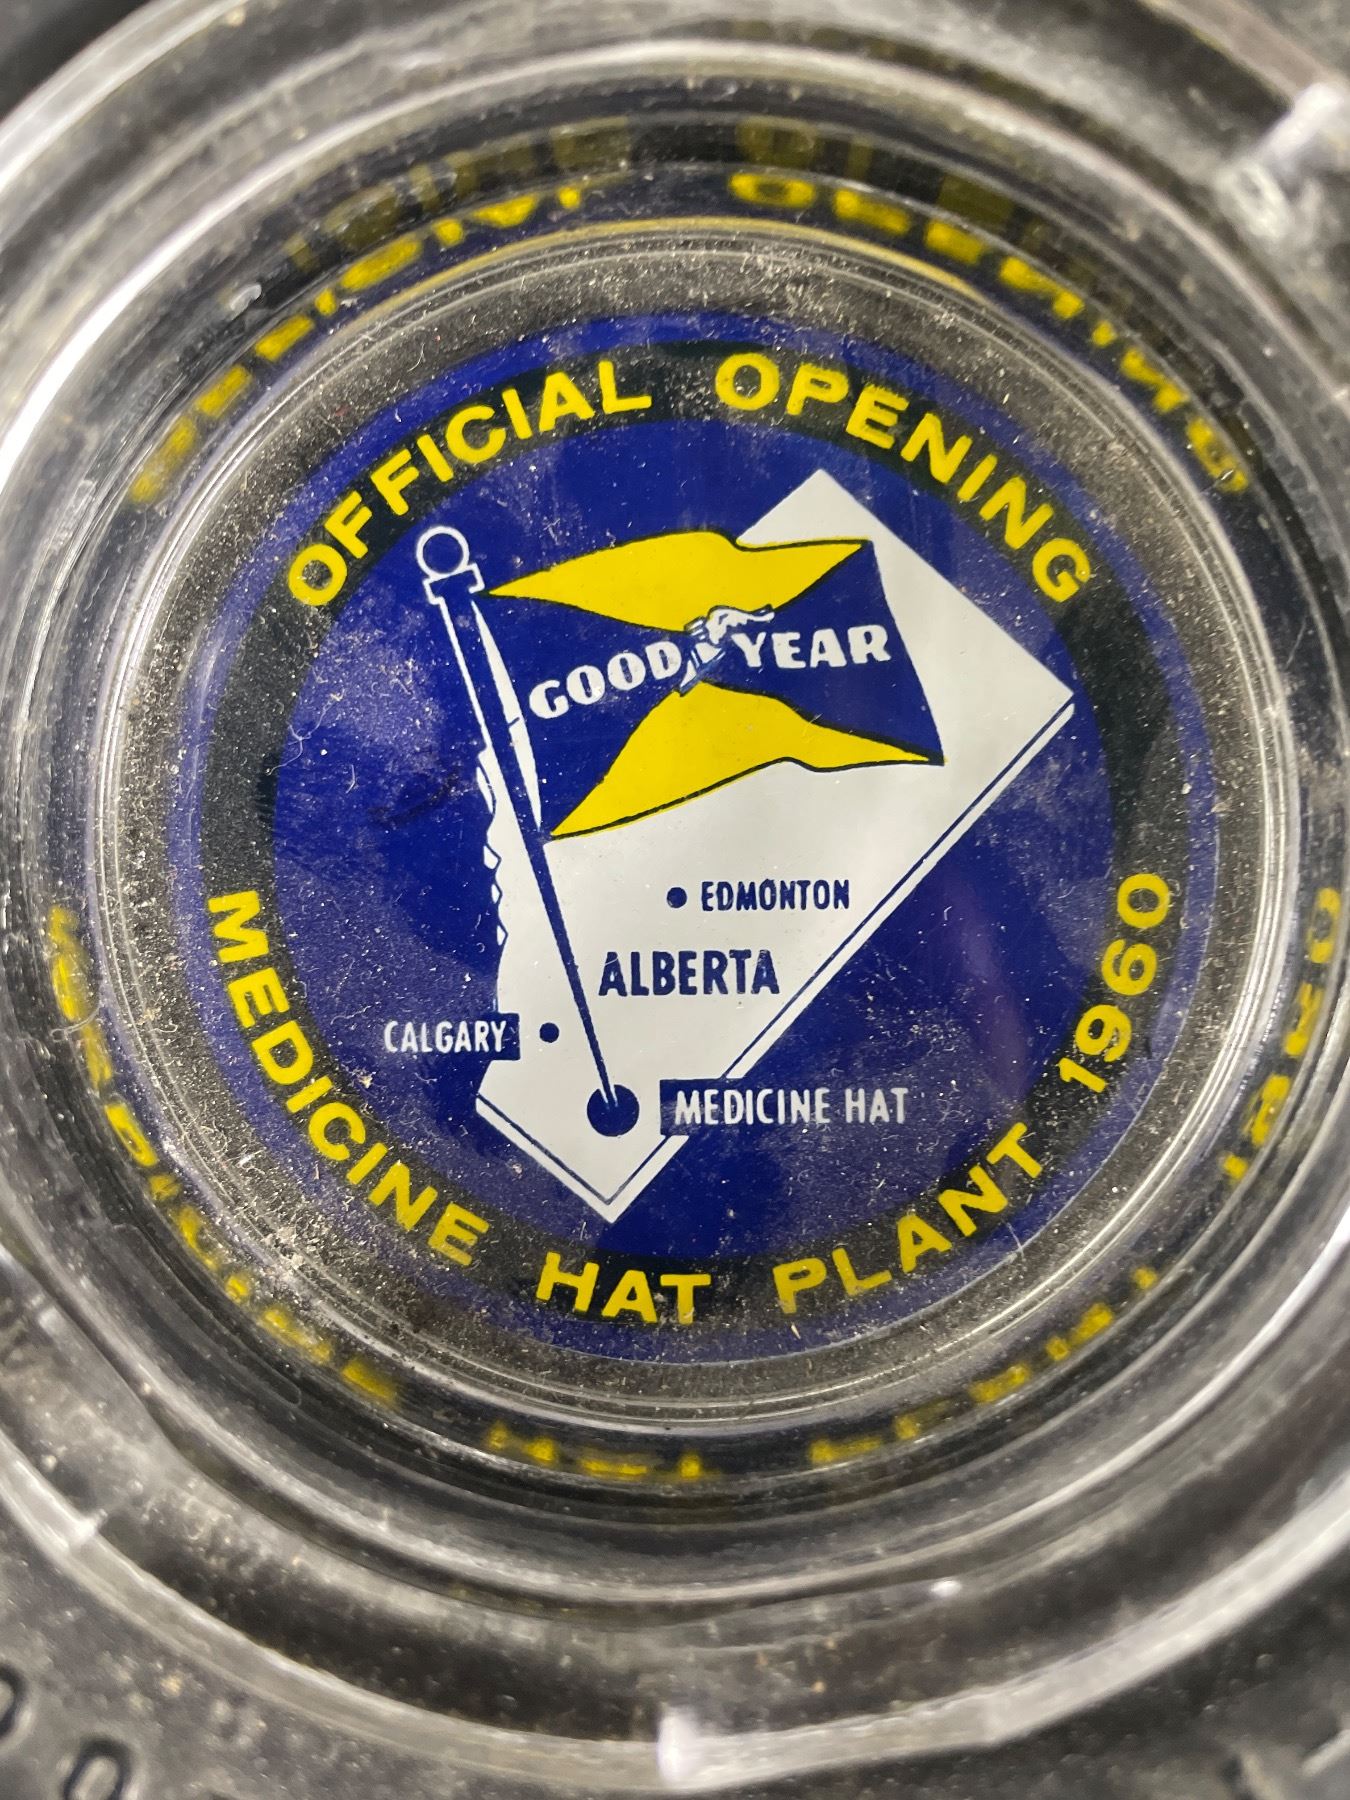 OFFICIAL OPENING
GOOD YEAR
EDMONTON
ALBERTA
CALGARY
MEDICINE HAT
MEDICINE HAT PLANT 1960